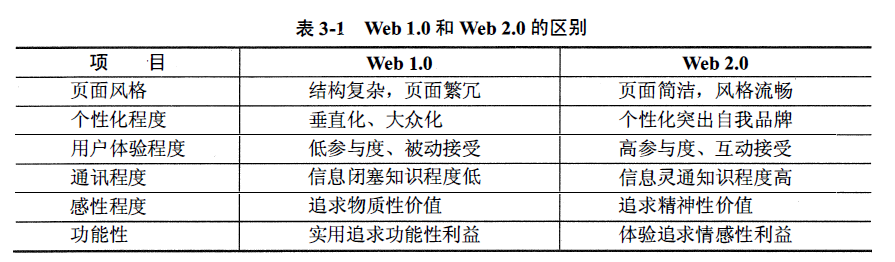 表 3-1 Web 1.0 和 Web 2.0 的区别
项 目 Web 1.0 Web 2.0
页面风格 结构复杂，页面繁冗 页面简洁，风格流畅
个性化程度 垂直化、大众化 个性化突出自我品牌
用户体验程度 低参与度、被动接受 高参与度、互动接受
通讯程度 信息闭塞知识程度低 信息灵通知识程度高
感性程度 追求物质性价值 追求精神性价值
功能性 实用追求功能性利益 体验追求情感性利益